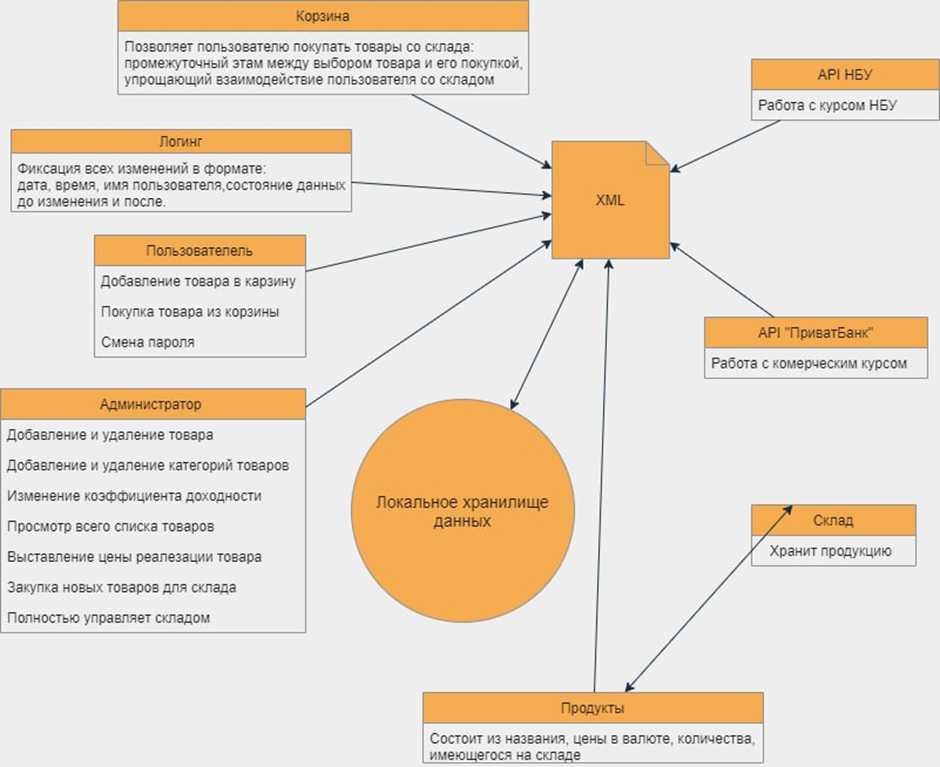 Корзина
Позволяет пользователю покупать товары со склада:
промежуточный этам между выбором товара и его покупкой,
упрощающий взаимодействие пользователя со складом
API НБУ
Работа с курсом НБУ
Логинг
Фиксация всех изменений в формате:
дата, время, имя пользователя,состояние данных
до изменения и после.
XML
Пользователель
Добавление товара в карзину
Покупка товара из корзины
Смена пароля
API "ПриватБанк"
Работа с комерческим курсом
Администратор
Добавление и удаление товара
Добавление и удаление категорий товаров
Изменение коэффициента доходности
Просмотр всего списка товаров
Выставление цены реалезации товара
Закупка новых товаров для склада
Полностью управляет складом
Локальное хранилище
данных
Склад
Хранит продукцию
Продукты
Состоит из названия, цены в валюте, количества,
имеющегося на складе